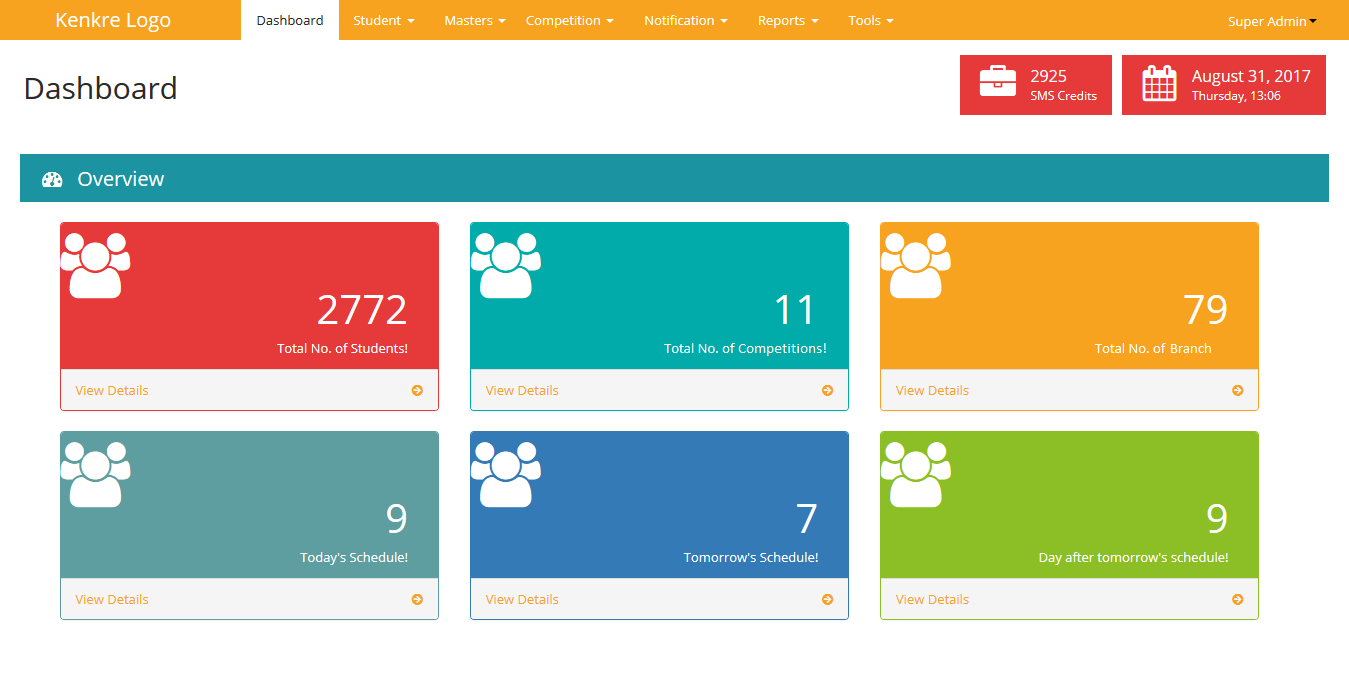 Kenkre Logo Dashboard Student Masters Competition Notification Reports Tools Super Admin
Dashboard
2925
SMS Credits
August 31, 2017
Thursday, 13:06
Overview
2772
Total No. of Students!
View Details
11
Total No. of Competitions!
View Details
79
Total No. of Branch
View Details
9
Today's Schedule!
View Details
7
Tomorrow's Schedule!
View Details
9
Day after tomorrow's schedule!
View Details